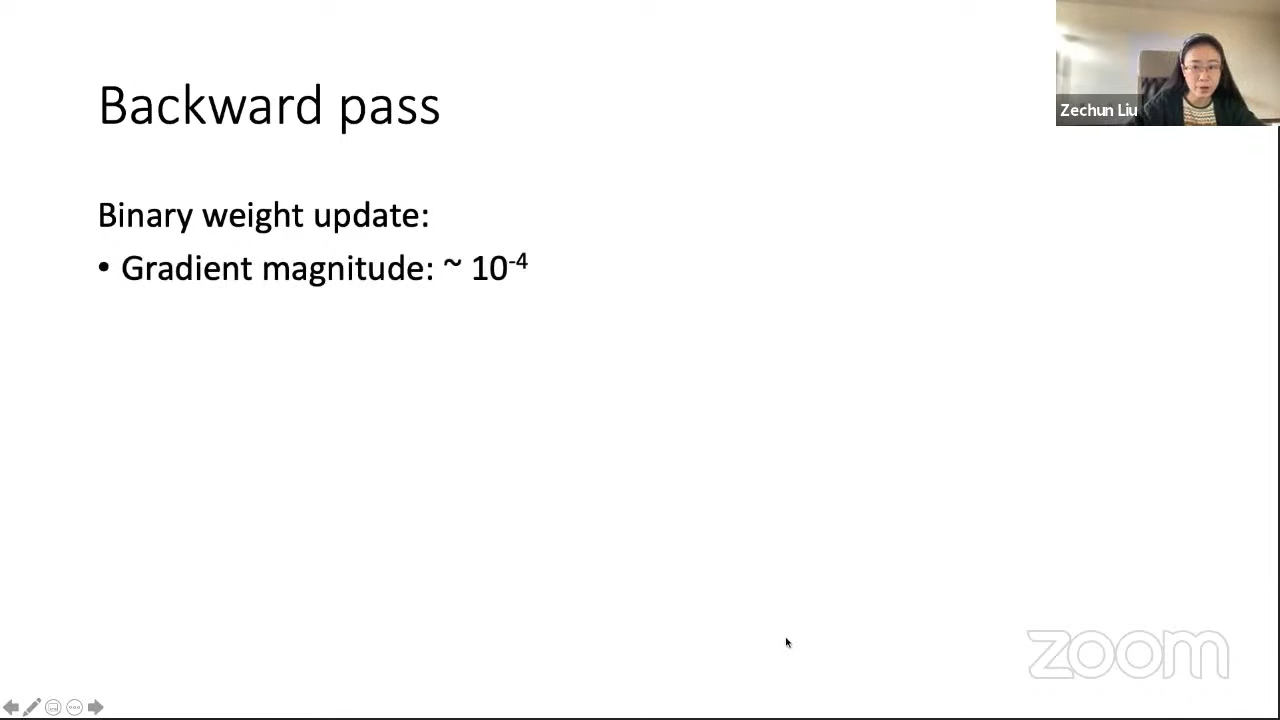 Backward pass
Zechun Liu
Binary weight update:
• Gradient magnitude: ~ 10⁻⁴
zoom